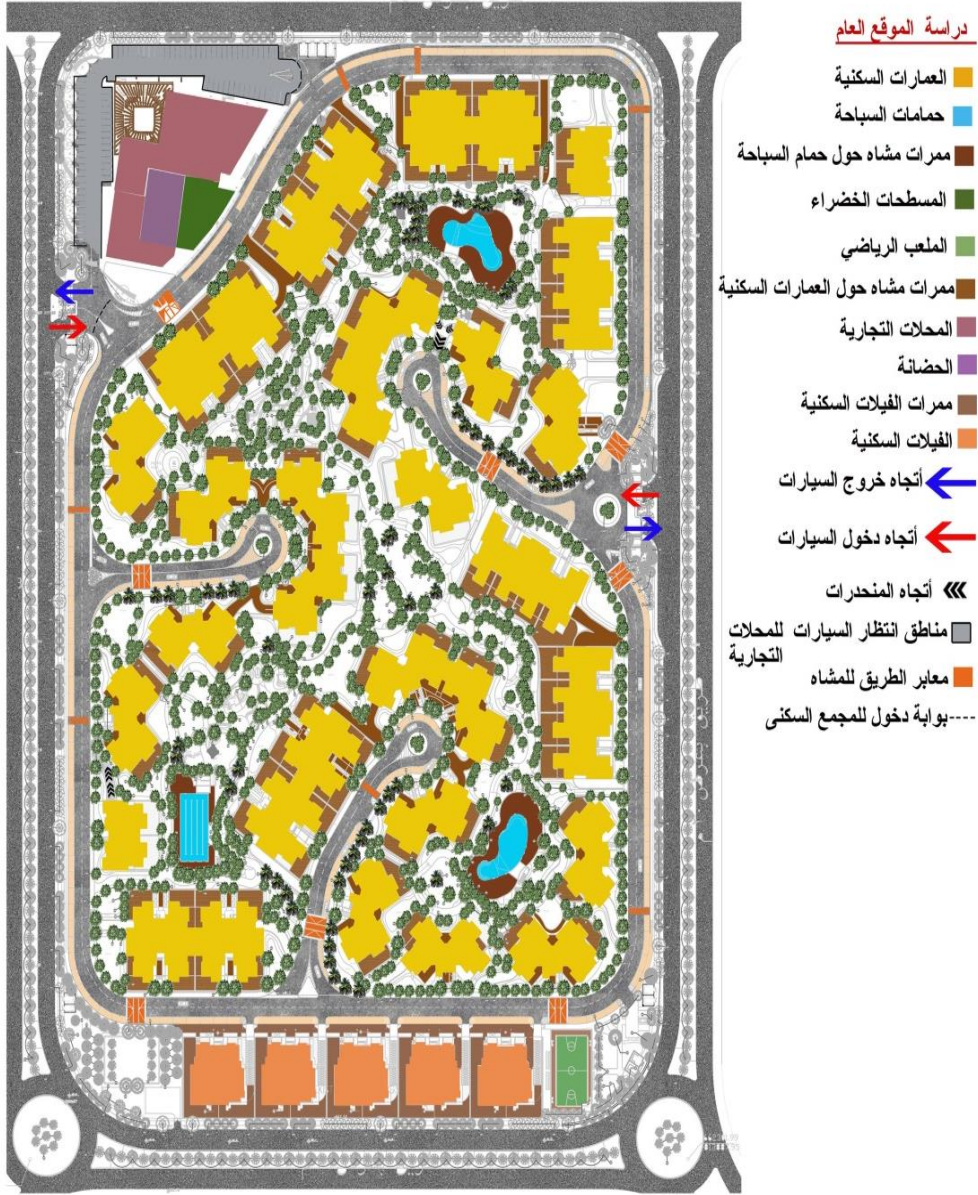 دراسة الموقع العام
العمارات السكنية
حمامات السباحة
ممرات مشاه حول حمام السباحة
المسطحات الخضراء
الملعب الرياضي
ممرات مشاه حول العمارات السكنية
المحلات التجارية
الحضانة
ممرات الفيلات السكنية
الفيلات السكنية
أتجاه خروج السيارات
أتجاه دخول السيارات
أتجاه المنحدرات
مناطق انتظار السيارات للمحلات
التجارية
معابر الطريق للمشاه
بوابة دخول للمجمع السكنى